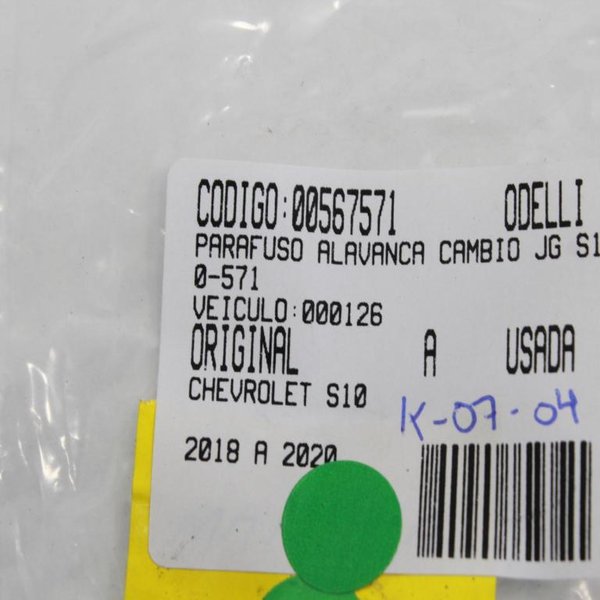 CODIGO:00567571 ODELLI
PARAFUSO ALAVANCA CAMBIO JG S1
0-571
VEICULO:000126
ORIGINAL A USADA
CHEVROLET S10
K-07-04
2018 A 2020